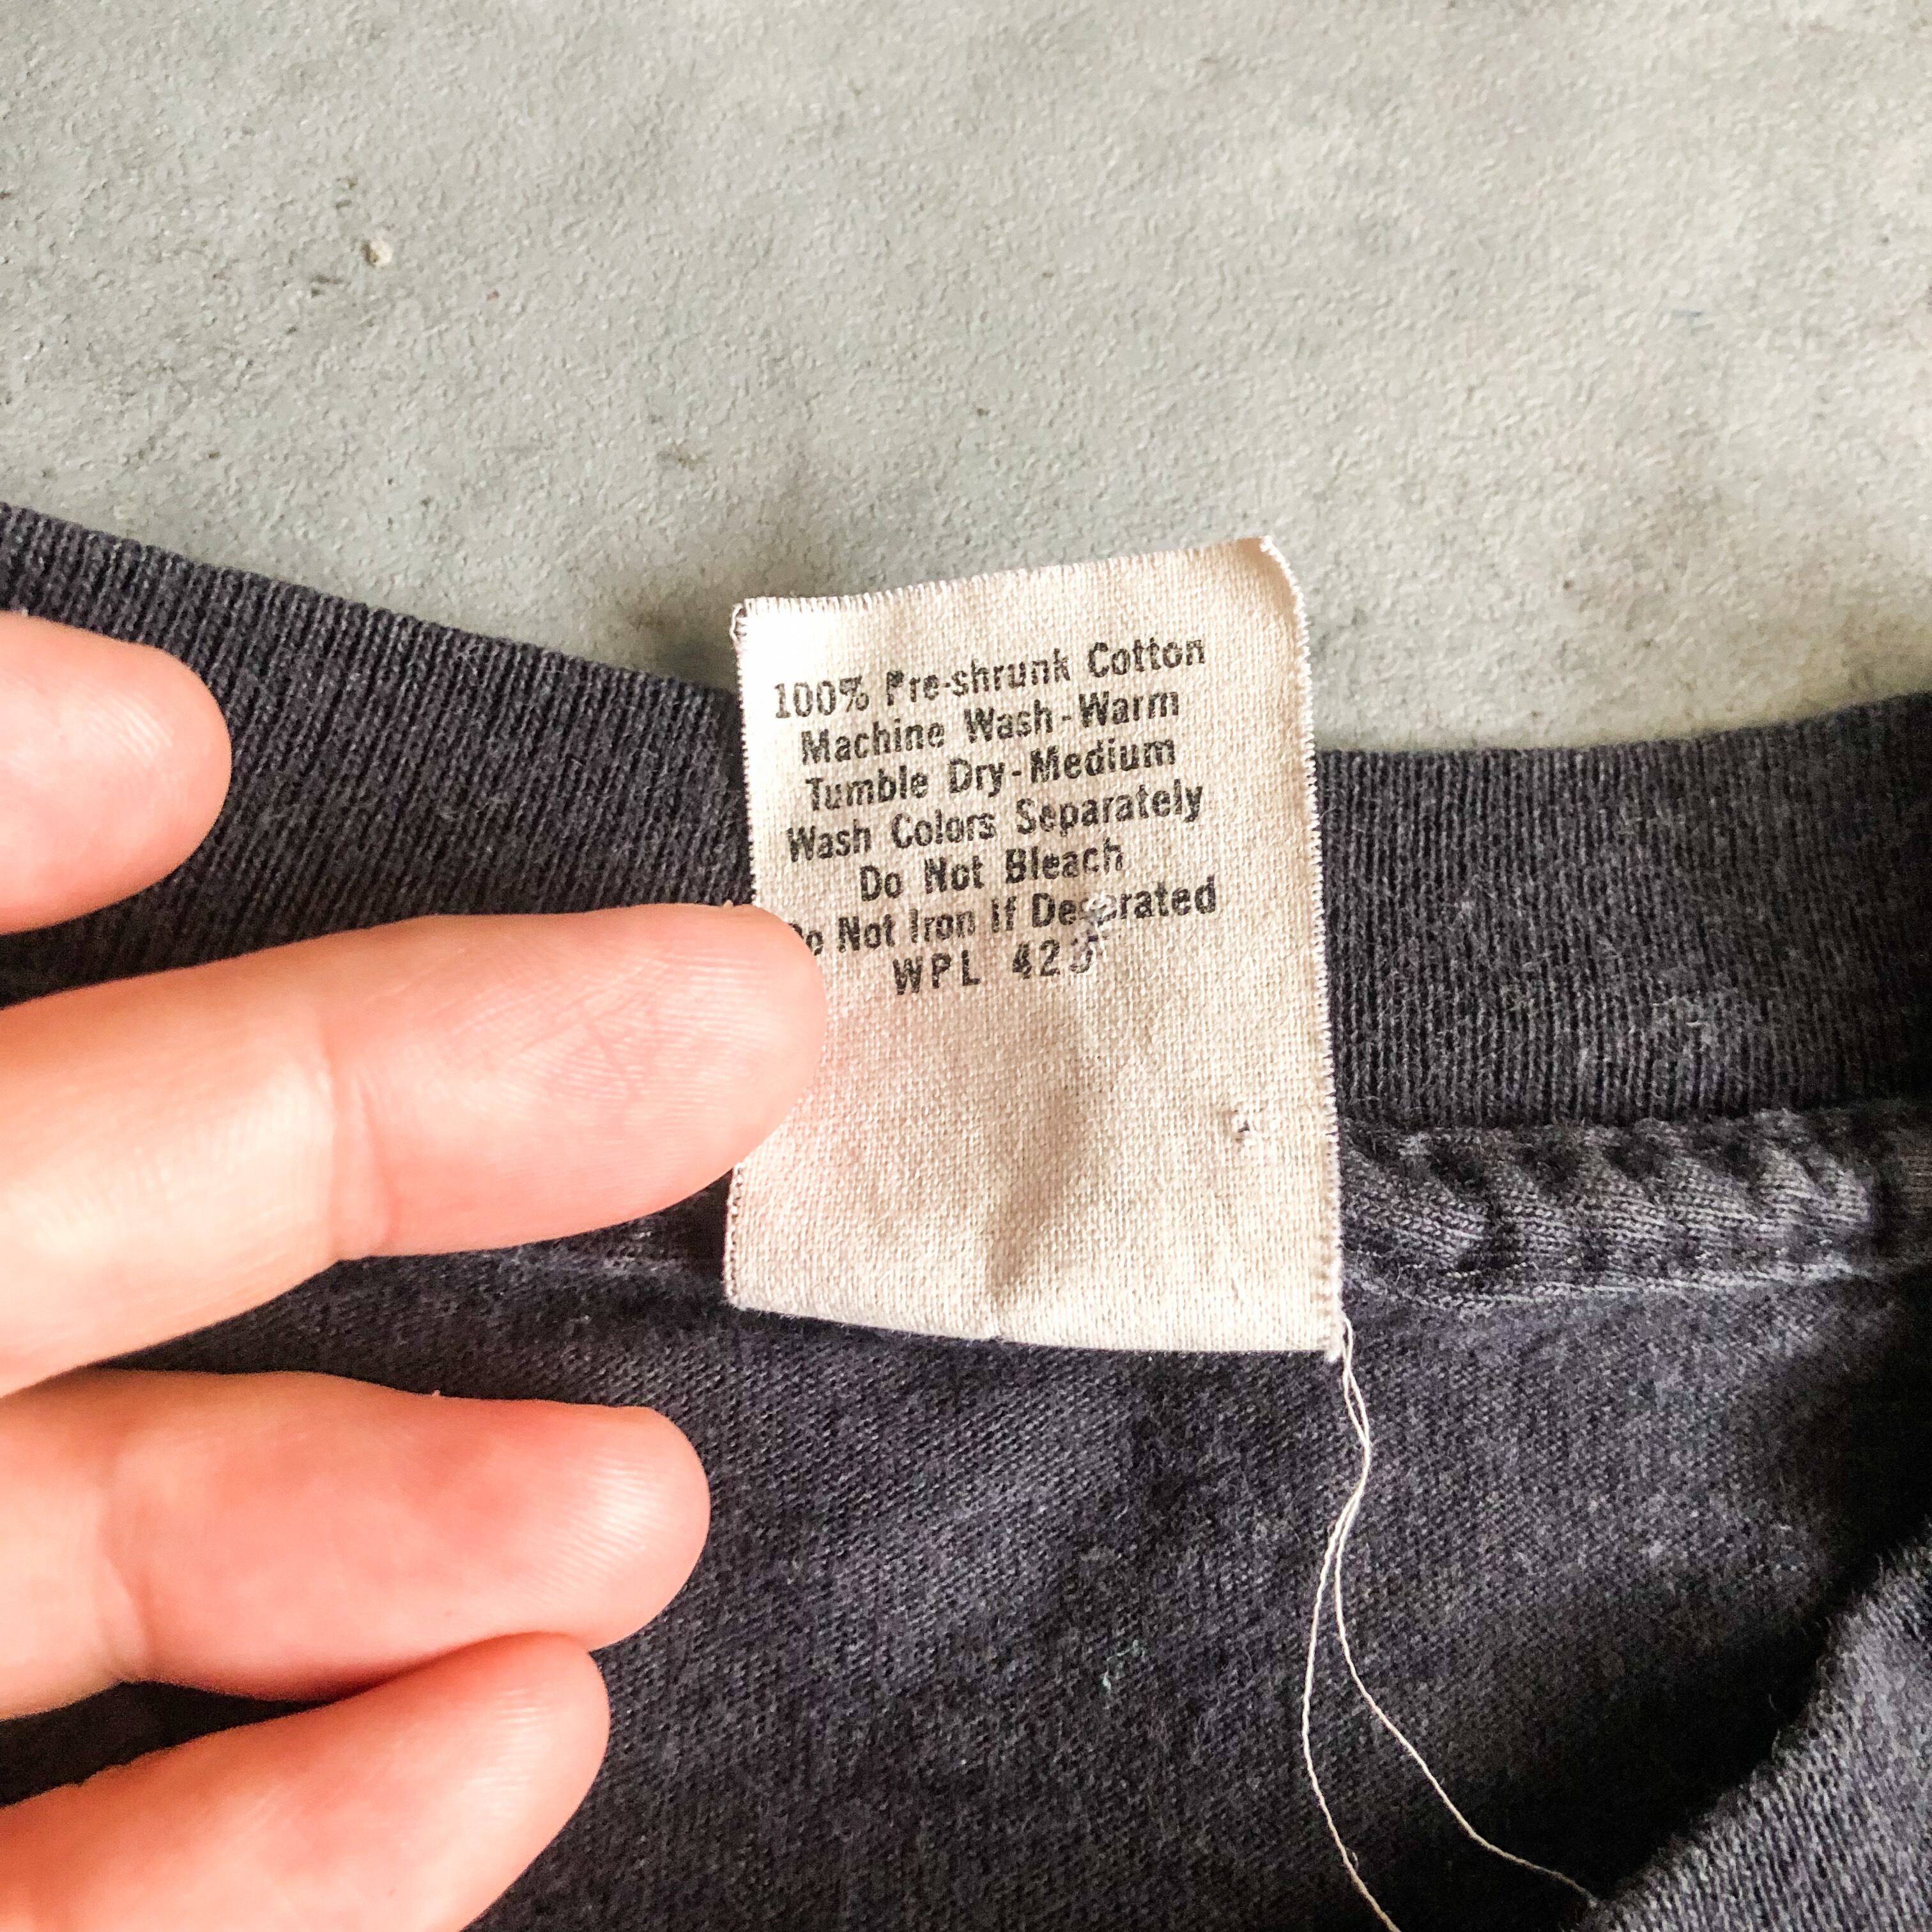 100% Pre-shrunk Cotton
Machine Wash-Warm
Tumble Dry-Medium
Wash Colors Separately
Do Not Bleach
Do Not Iron If Decorated
WPL